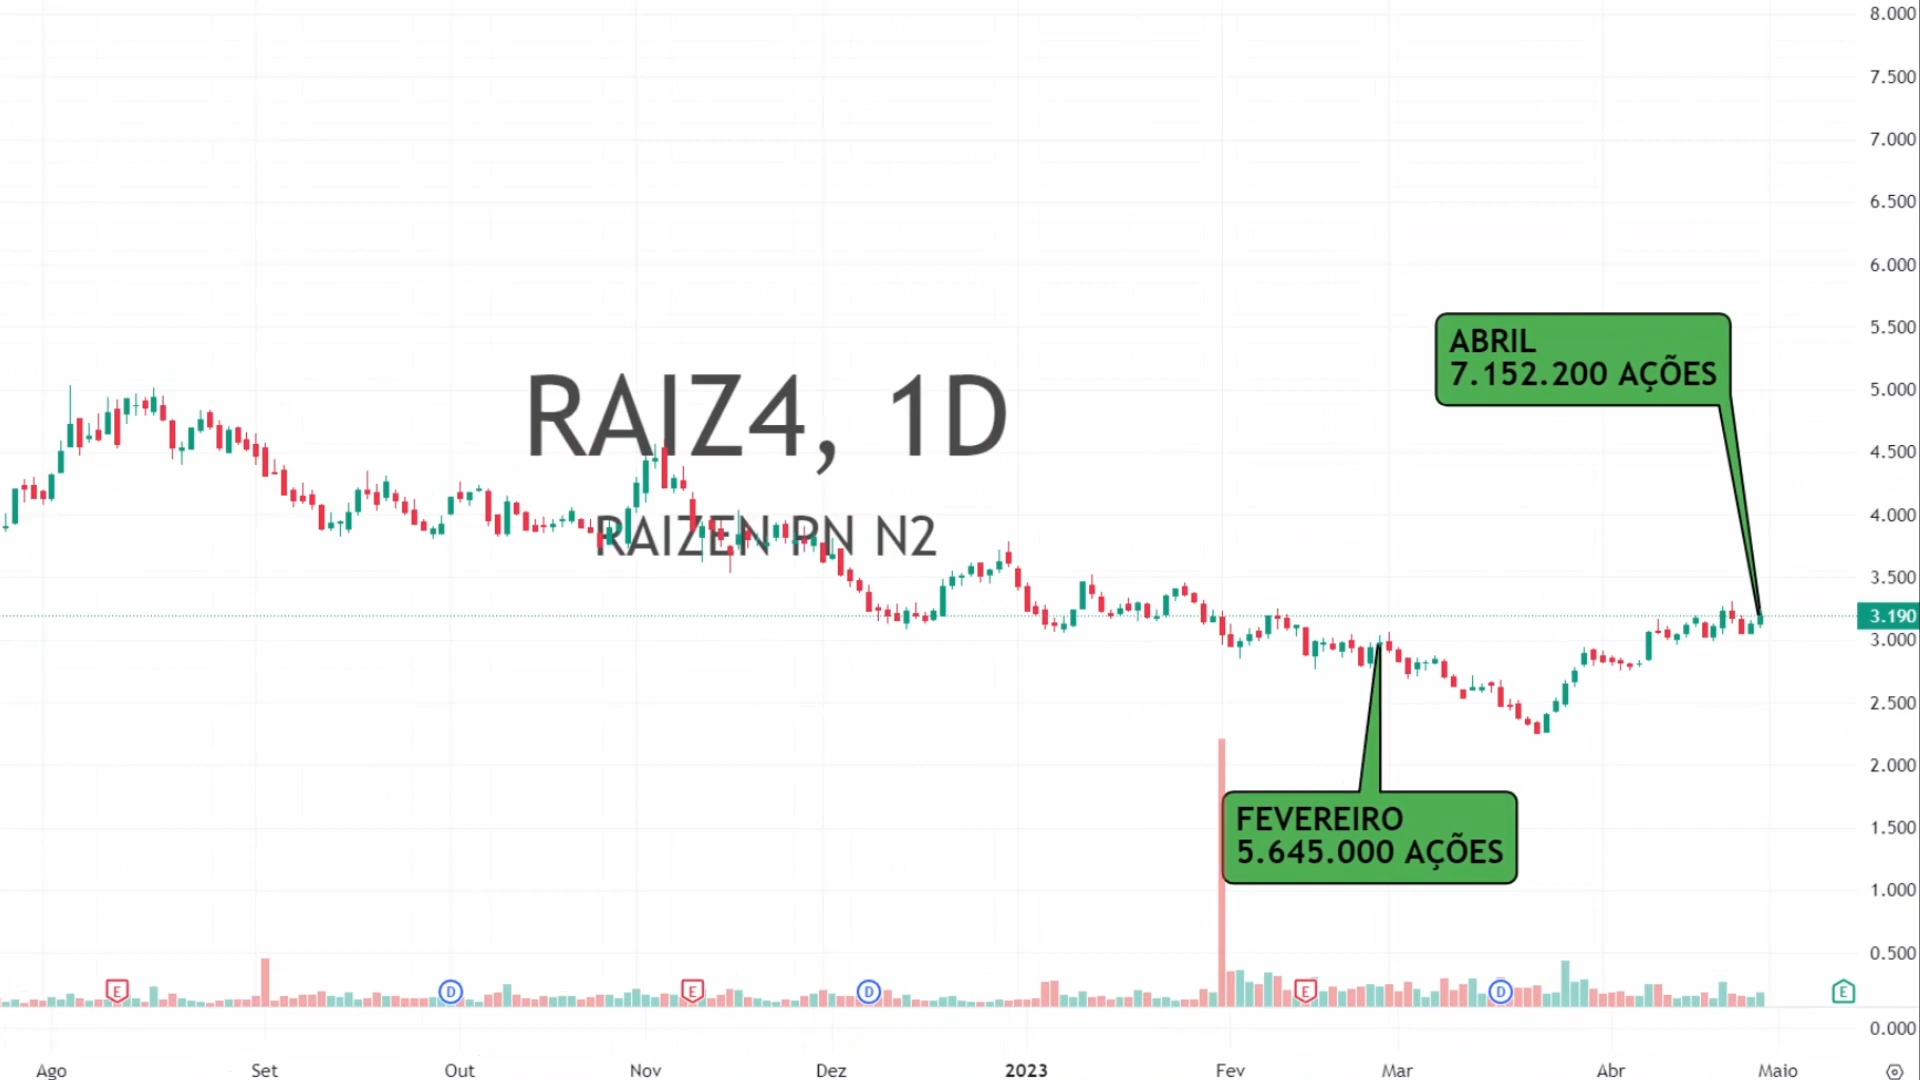 8.000
7.500
7.000
6.500
6.000
5.500
5.000
4.500
4.000
3.500
3.190
3.000
2.500
2.000
1.500
1.000
0.500
0.000
RAIZ4, 1D
RAIZEN PN N2
ABRIL
7.152.200 AÇÕES
FEVEREIRO
5.645.000 AÇÕES
E D E D E D E
Ago Set Out Nov Dez 2023 Fev Mar Abr Maio